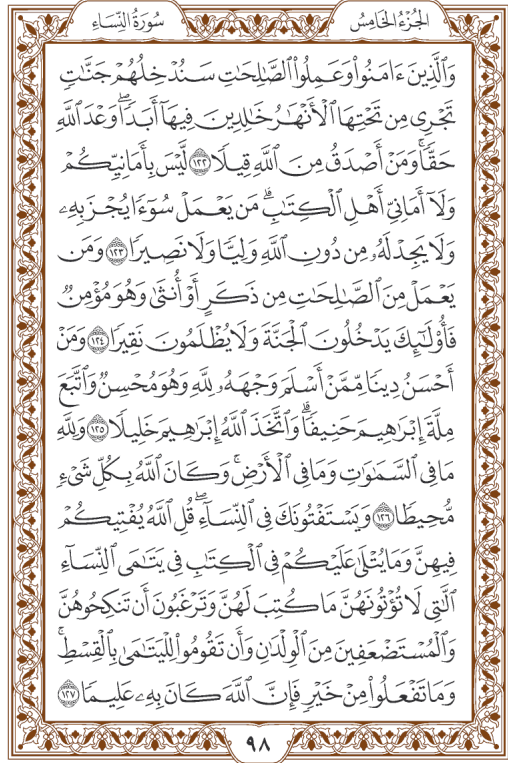 الجُزْءُ الخَامِسُ
سُورَةُ النِّسَاءِ
وَٱلَّذِينَ ءَامَنُواْ وَعَمِلُواْ ٱلصَّٰلِحَٰتِ سَنُدۡخِلُهُمۡ جَنَّٰتٖ
تَجۡرِي مِن تَحۡتِهَا ٱلۡأَنۡهَٰرُ خَٰلِدِينَ فِيهَآ أَبَدٗاۖ وَعۡدَ ٱللَّهِ
حَقّٗاۚ وَمَنۡ أَصۡدَقُ مِنَ ٱللَّهِ قِيلٗا ١٢٢ لَّيۡسَ بِأَمَانِيِّكُمۡ
وَلَآ أَمَانِيِّ أَهۡلِ ٱلۡكِتَٰبِۗ مَن يَعۡمَلۡ سُوٓءٗا يُجۡزَ بِهِۦ
وَلَا يَجِدۡ لَهُۥ مِن دُونِ ٱللَّهِ وَلِيّٗا وَلَا نَصِيرٗا ١٢٣ وَمَن
يَعۡمَلۡ مِنَ ٱلصَّٰلِحَٰتِ مِن ذَكَرٍ أَوۡ أُنثَىٰ وَهُوَ مُؤۡمِنٞ
فَأُوْلَٰٓئِكَ يَدۡخُلُونَ ٱلۡجَنَّةَ وَلَا يُظۡلَمُونَ نَقِيرٗا ١٢٤ وَمَنۡ
أَحۡسَنُ دِينٗا مِّمَّنۡ أَسۡلَمَ وَجۡهَهُۥ لِلَّهِ وَهُوَ مُحۡسِنٞ وَٱتَّبَعَ
مِلَّةَ إِبۡرَٰهِيمَ حَنِيفٗاۗ وَٱتَّخَذَ ٱللَّهُ إِبۡرَٰهِيمَ خَلِيلٗا ١٢٥ وَلِلَّهِ
مَا فِي ٱلسَّمَٰوَٰتِ وَمَا فِي ٱلۡأَرۡضِۚ وَكَانَ ٱللَّهُ بِكُلِّ شَيۡءٖ
مُّحِيطٗا ١٢٦ وَيَسۡتَفۡتُونَكَ فِي ٱلنِّسَآءِۖ قُلِ ٱللَّهُ يُفۡتِيكُمۡ
فِيهِنَّ وَمَا يُتۡلَىٰ عَلَيۡكُمۡ فِي ٱلۡكِتَٰبِ فِي يَتَٰمَى ٱلنِّسَآءِ
ٱلَّٰتِي لَا تُؤۡتُونَهُنَّ مَا كُتِبَ لَهُنَّ وَتَرۡغَبُونَ أَن تَنكِحُوهُنَّ
وَٱلۡمُسۡتَضۡعَفِينَ مِنَ ٱلۡوِلۡدَٰنِ وَأَن تَقُومُواْ لِلۡيَتَٰمَىٰ بِٱلۡقِسۡطِۚ
وَمَا تَفۡعَلُواْ مِنۡ خَيۡرٖ فَإِنَّ ٱللَّهَ كَانَ بِهِۦ عَلِيمٗا ١٢٧
٩٨